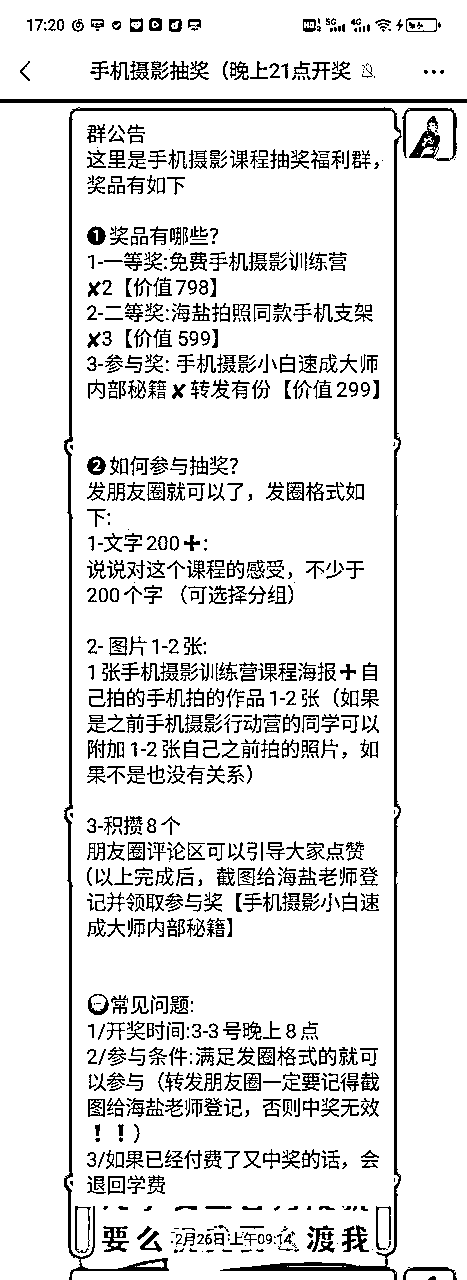 17:20
手机摄影抽奖（晚上21点开奖
群公告
这里是手机摄影课程抽奖福利群，
奖品有如下
❶奖品有哪些？
1-一等奖:免费手机摄影训练营
✘2【价值798】
2-二等奖:海盐拍照同款手机支架
✘3【价值 599】
3-参与奖: 手机摄影小白速成大师
内部秘籍 ✘ 转发有份【价值299】
❷如何参与抽奖？
发朋友圈就可以了，发圈格式如
下:
1-文字200➕:
说说对这个课程的感受，不少于
200个字 （可选择分组）
2- 图片1-2张:
1张手机摄影训练营课程海报➕自
己拍的手机拍的作品1-2张（如果
是之前手机摄影行动营的同学可以
附加1-2张自己之前拍的照片，如
果不是也没有关系）
3-积攒8个
朋友圈评论区可以引导大家点赞
(以上完成后，截图给海盐老师登
记并领取参与奖【手机摄影小白速
成大师内部秘籍】
㊀常见问题:
1/开奖时间:3-3号晚上8点
2/参与条件:满足发圈格式的就可
以参与（转发朋友圈一定要记得截
图给海盐老师登记，否则中奖无效
❗❗）
3/如果已经付费了又中奖的话，会
退回学费
要么 2月26日上午09:14 渡我